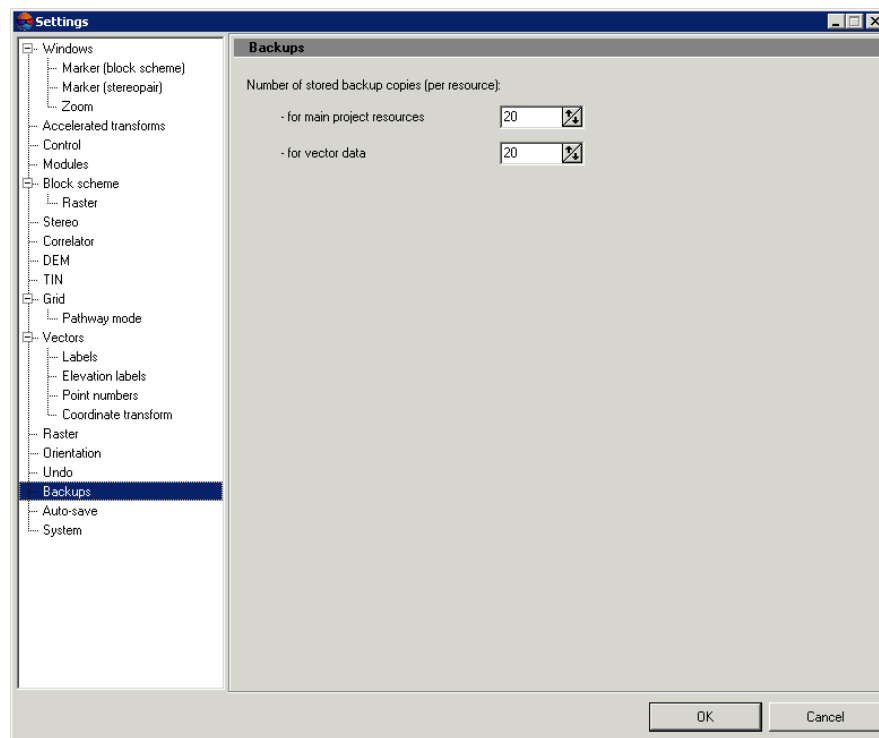 Settings
Windows
Marker (block scheme)
Marker (stereopair)
Zoom
Accelerated transforms
Control
Modules
Block scheme
Raster
Stereo
Correlator
DEM
TIN
Grid
Pathway mode
Vectors
Labels
Elevation labels
Point numbers
Coordinate transform
Raster
Orientation
Undo
Backups
Auto-save
System
Backups
Number of stored backup copies (per resource):
- for main project resources 20
- for vector data 20
OK Cancel